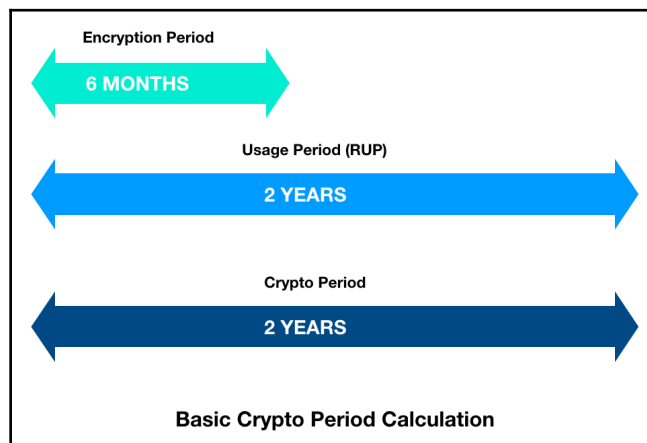 Encryption Period
6 MONTHS
Usage Period (RUP)
2 YEARS
Crypto Period
2 YEARS
Basic Crypto Period Calculation